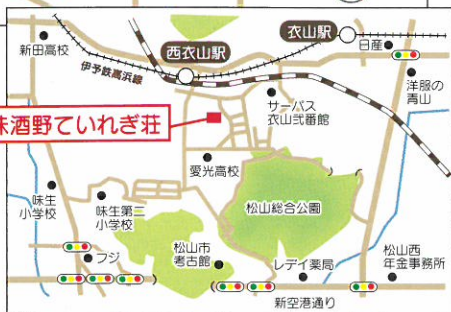 新田高校
西衣山駅
衣山駅
日産
伊予鉄高浜線
洋服の
青山
味酒野ていれぎ荘
サーパス
衣山弐番館
愛光高校
味生
小学校
味生第二
小学校
松山総合公園
フジ
松山市
考古館
レデイ薬局
松山西
年金事務所
新空港通り